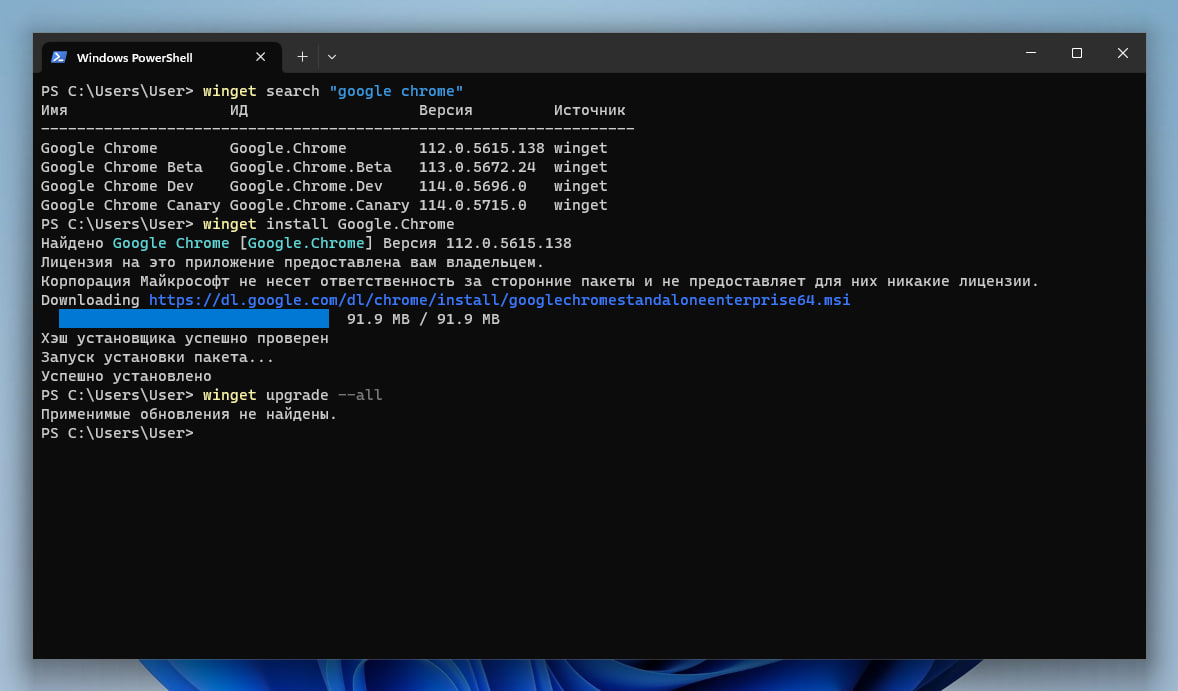 Windows PowerShell
PS C:\Users\User> winget search "google chrome"
Имя ИД Версия Источник
------------------------------------------------------------------
Google Chrome Google.Chrome 112.0.5615.138 winget
Google Chrome Beta Google.Chrome.Beta 113.0.5672.24 winget
Google Chrome Dev Google.Chrome.Dev 114.0.5696.0 winget
Google Chrome Canary Google.Chrome.Canary 114.0.5715.0 winget
PS C:\Users\User> winget install Google.Chrome
Найдено Google Chrome [Google.Chrome] Версия 112.0.5615.138
Лицензия на это приложение предоставлена вам владельцем.
Корпорация Майкрософт не несет ответственность за сторонние пакеты и не предоставляет для них никакие лицензии.
Downloading https://dl.google.com/dl/chrome/install/googlechromestandaloneenterprise64.msi
91.9 MB / 91.9 MB
Хэш установщика успешно проверен
Запуск установки пакета...
Успешно установлено
PS C:\Users\User> winget upgrade --all
Применимые обновления не найдены.
PS C:\Users\User>